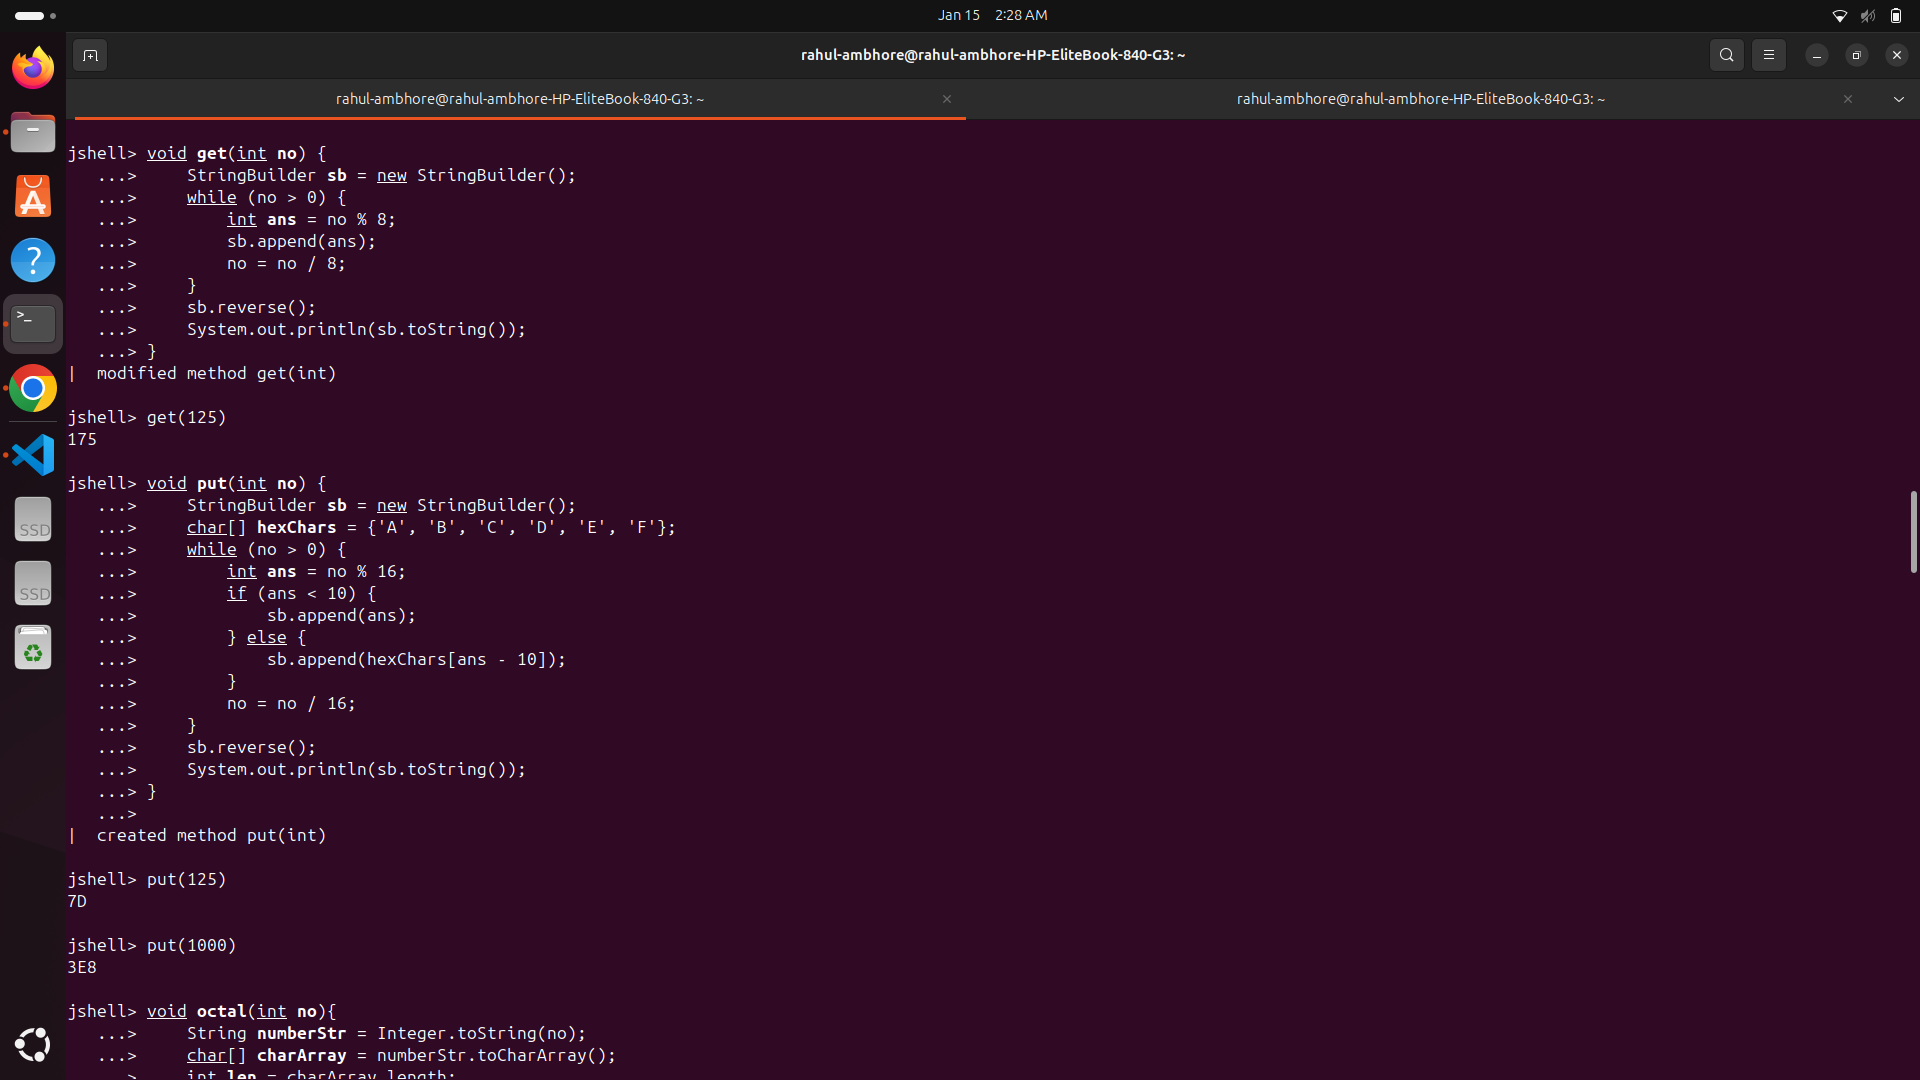 Jan 15 2:28 AM
rahul-ambhore@rahul-ambhore-HP-EliteBook-840-G3: ~
rahul-ambhore@rahul-ambhore-HP-EliteBook-840-G3: ~
rahul-ambhore@rahul-ambhore-HP-EliteBook-840-G3: ~
jshell> void get(int no) {
   ...>     StringBuilder sb = new StringBuilder();
   ...>     while (no > 0) {
   ...>         int ans = no % 8;
   ...>         sb.append(ans);
   ...>         no = no / 8;
   ...>     }
   ...>     sb.reverse();
   ...>     System.out.println(sb.toString());
   ...> }
|  modified method get(int)
jshell> get(125)
175
jshell> void put(int no) {
   ...>     StringBuilder sb = new StringBuilder();
   ...>     char[] hexChars = {'A', 'B', 'C', 'D', 'E', 'F'};
   ...>     while (no > 0) {
   ...>         int ans = no % 16;
   ...>         if (ans < 10) {
   ...>             sb.append(ans);
   ...>         } else {
   ...>             sb.append(hexChars[ans - 10]);
   ...>         }
   ...>         no = no / 16;
   ...>     }
   ...>     sb.reverse();
   ...>     System.out.println(sb.toString());
   ...> }
   ...>
|  created method put(int)
jshell> put(125)
7D
jshell> put(1000)
3E8
jshell> void octal(int no){
   ...>     String numberStr = Integer.toString(no);
   ...>     char[] charArray = numberStr.toCharArray();
   ...>     int len = charArray.length;
>_
?
A
SSD
SSD